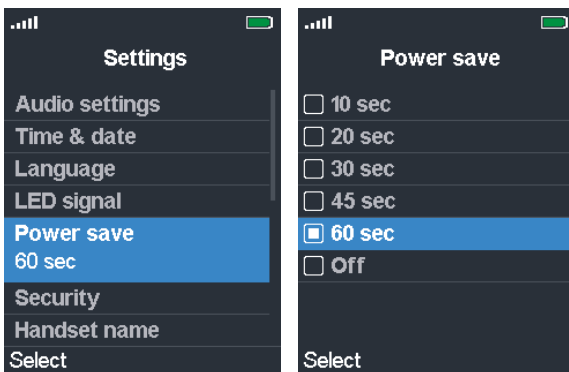 Settings
Audio settings
Time & date
Language
LED signal
Power save
60 sec
Security
Handset name
Select
Power save
10 sec
20 sec
30 sec
45 sec
60 sec
Off
Select